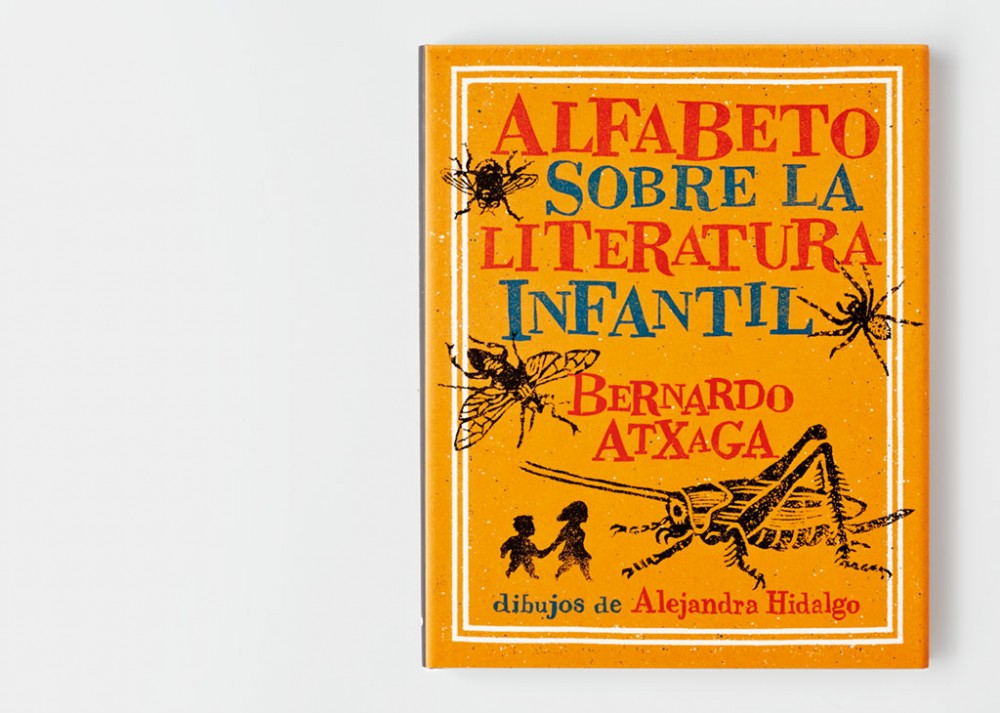 ALFABETO
SOBRE LA
LITERATURA
INFANTIL
BERNARDO
ATXAGA
dibujos de Alejandra Hidalgo